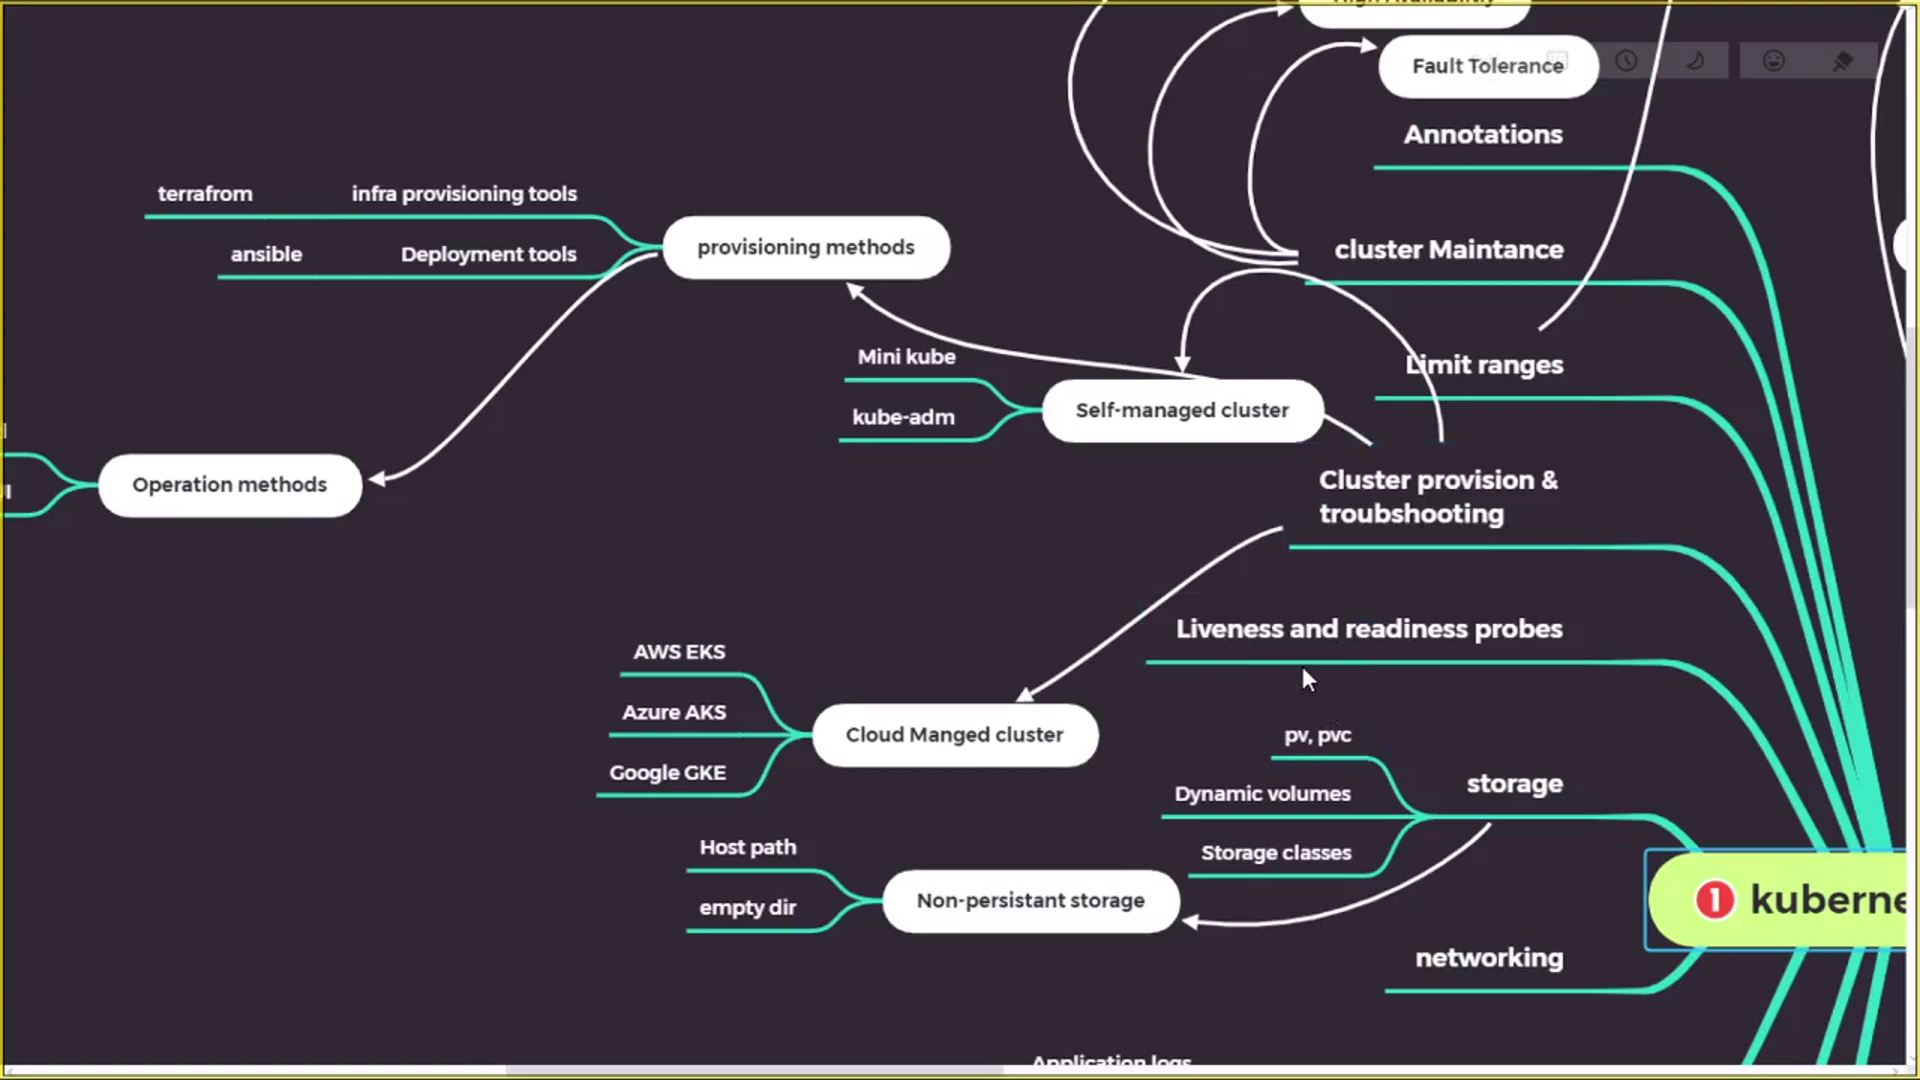 High Availability
Fault Tolerance
Annotations
terrafrom
infra provisioning tools
provisioning methods
cluster Maintance
ansible
Deployment tools
Mini kube
Limit ranges
kube-adm
Self-managed cluster
Operation methods
Cluster provision &
troubshooting
Liveness and readiness probes
AWS EKS
Azure AKS
Cloud Manged cluster
pv, pvc
Google GKE
storage
Dynamic volumes
Host path
Storage classes
empty dir
Non-persistant storage
1 kuberne
networking
Application logs